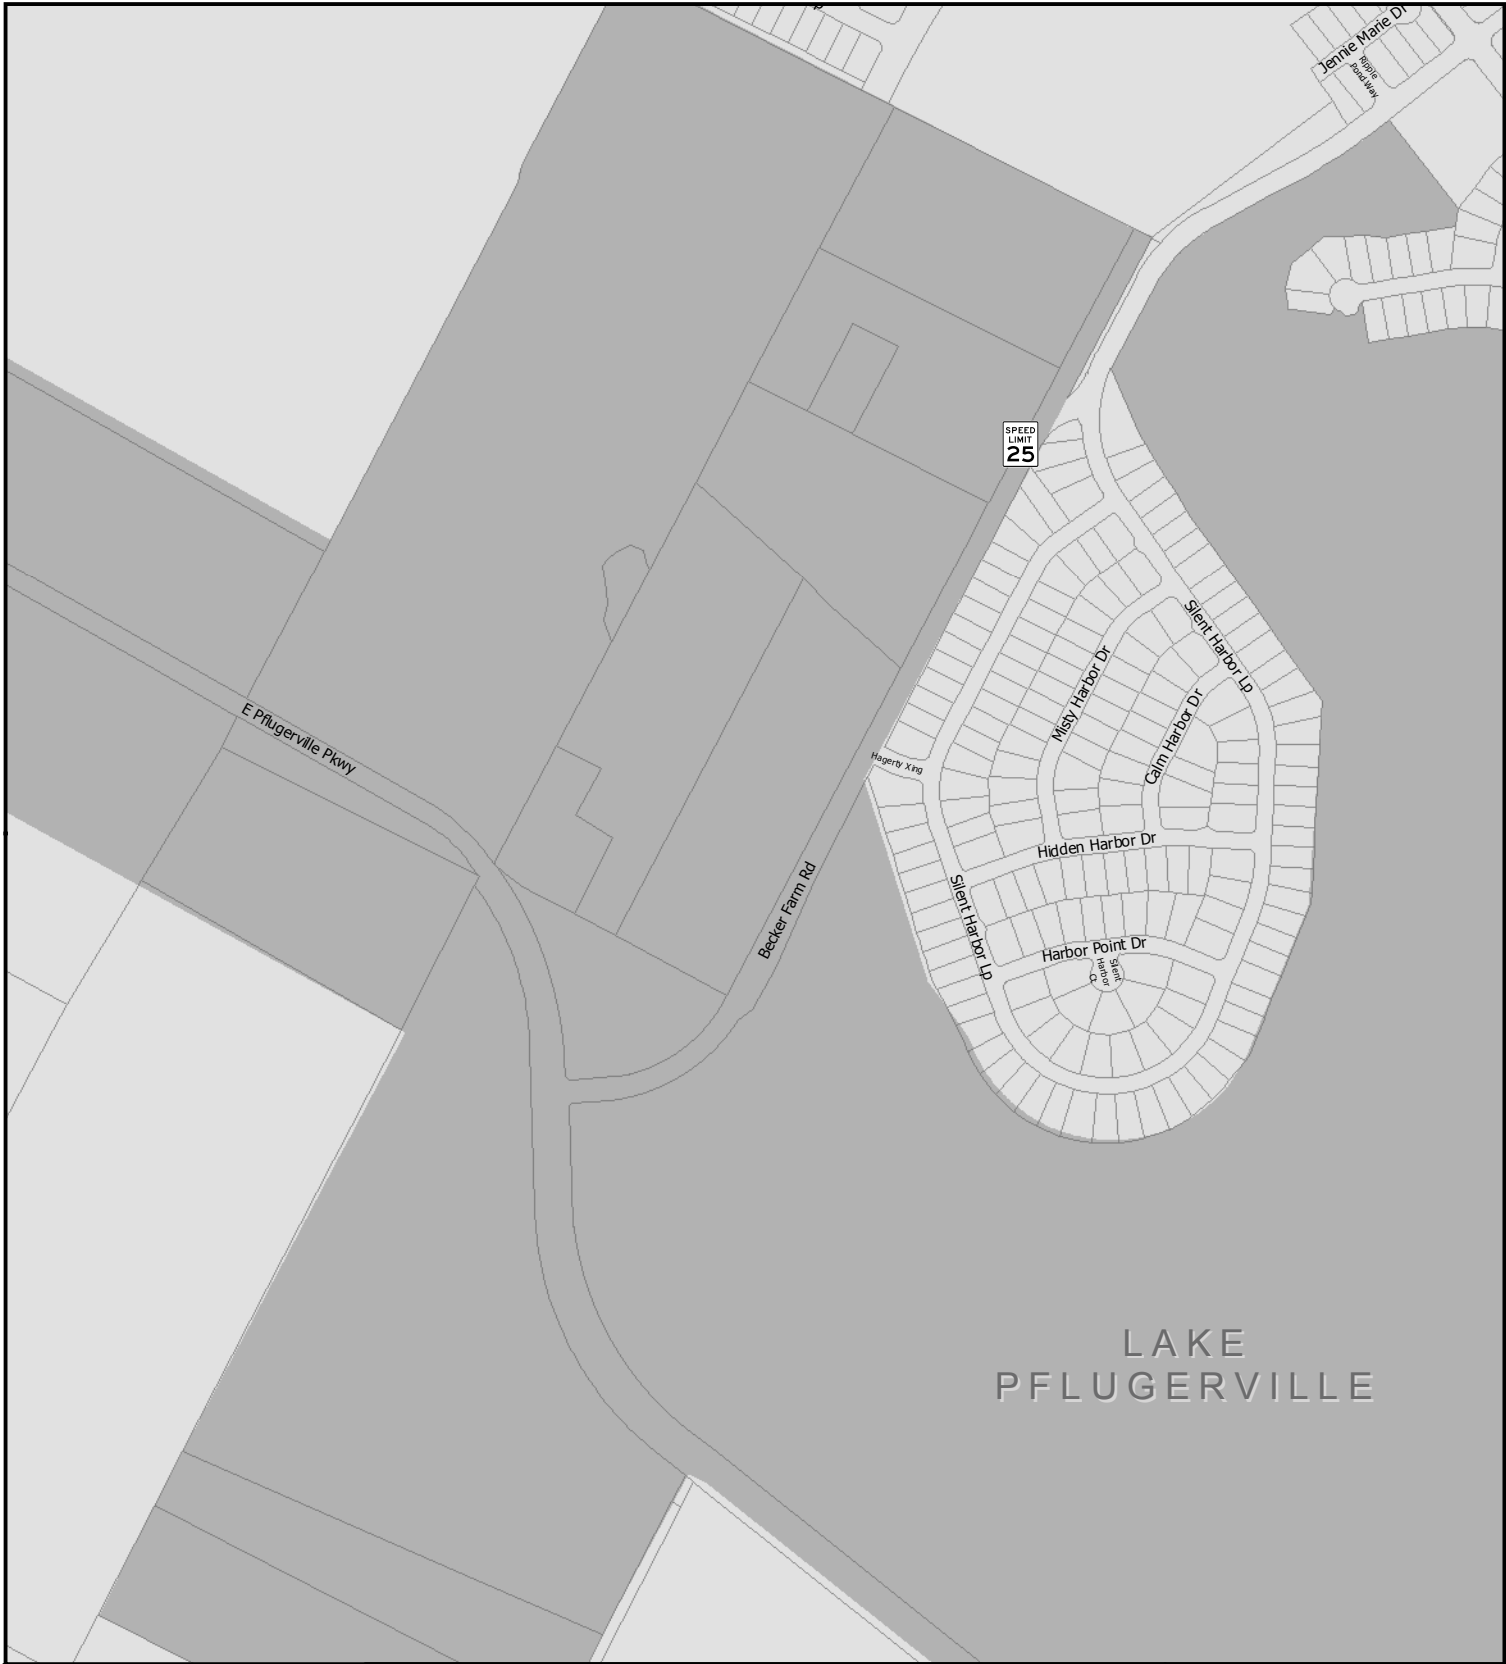 Jennie Marie Dr
Ripple
Pond Way
SPEED
LIMIT
25
Silent Harbor Lp
Misty Harbor Dr
Calm Harbor Dr
E Pflugerville Pkwy
Hagerty Xing
Hidden Harbor Dr
Becker Farm Rd
Silent Harbor Lp
Harbor Point Dr
Silent
Harbor
Ct
LAKE
PFLUGERVILLE